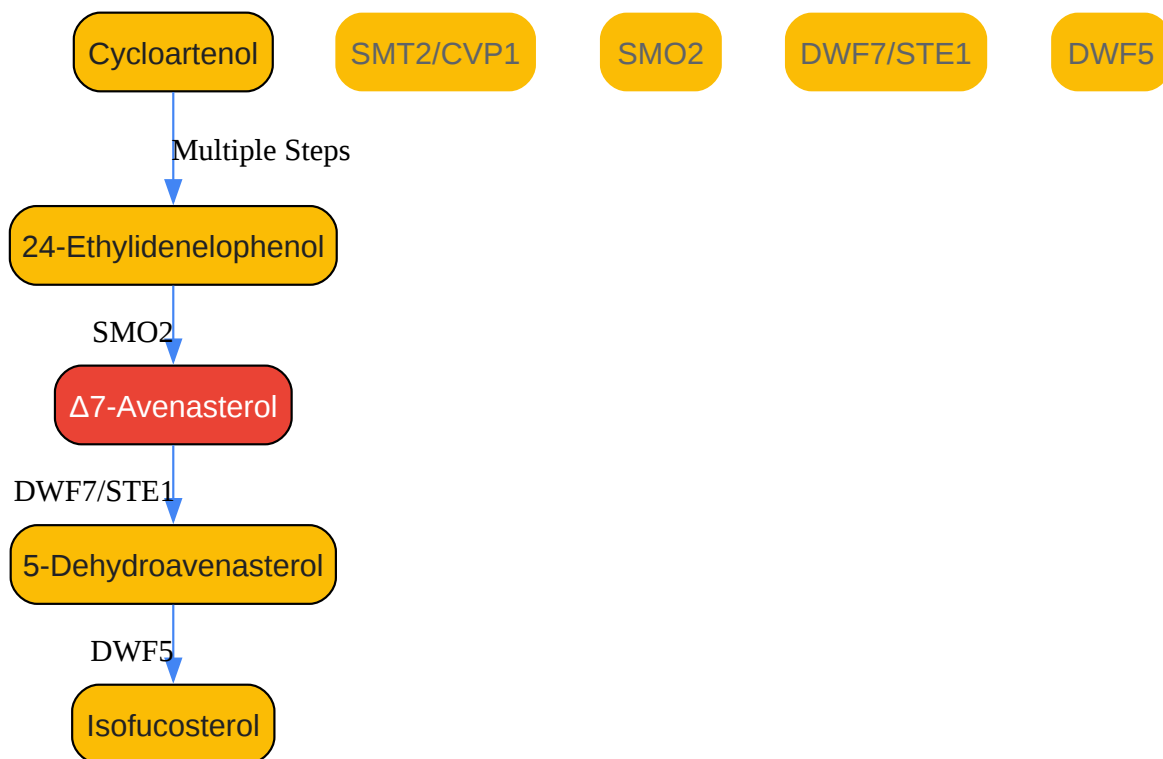 Cycloartenol
SMT2/CVP1
SMO2
DWF7/STE1
DWF5
Multiple Steps
24-Ethylidenelophenol
SMO2
Δ7-Avenasterol
DWF7/STE1
5-Dehydroavenasterol
DWF5
Isofucosterol